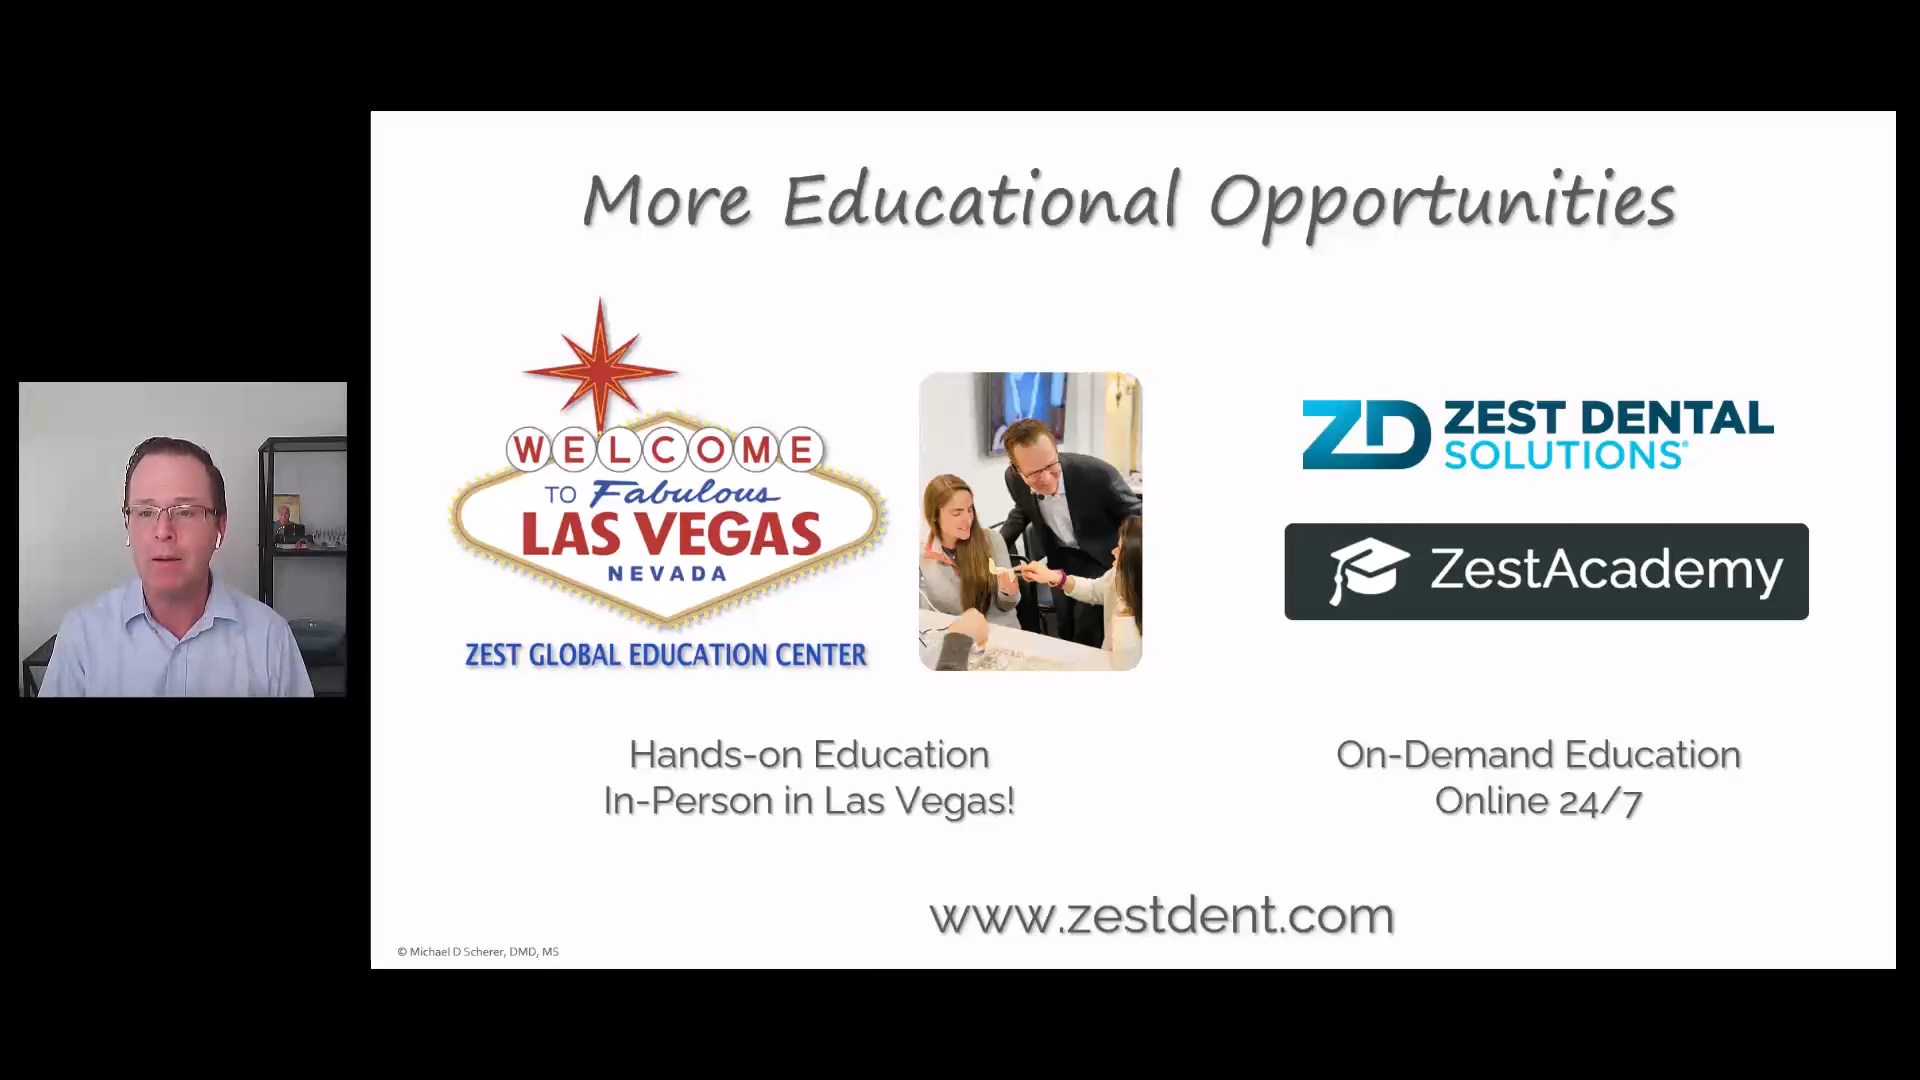 More Educational Opportunities
WELCOME
TO Fabulous
LAS VEGAS
NEVADA
ZEST GLOBAL EDUCATION CENTER
ZD ZEST DENTAL
SOLUTIONS®
ZestAcademy
Hands-on Education
In-Person in Las Vegas!
On-Demand Education
Online 24/7
www.zestdent.com
© Michael D Scherer, DMD, MS